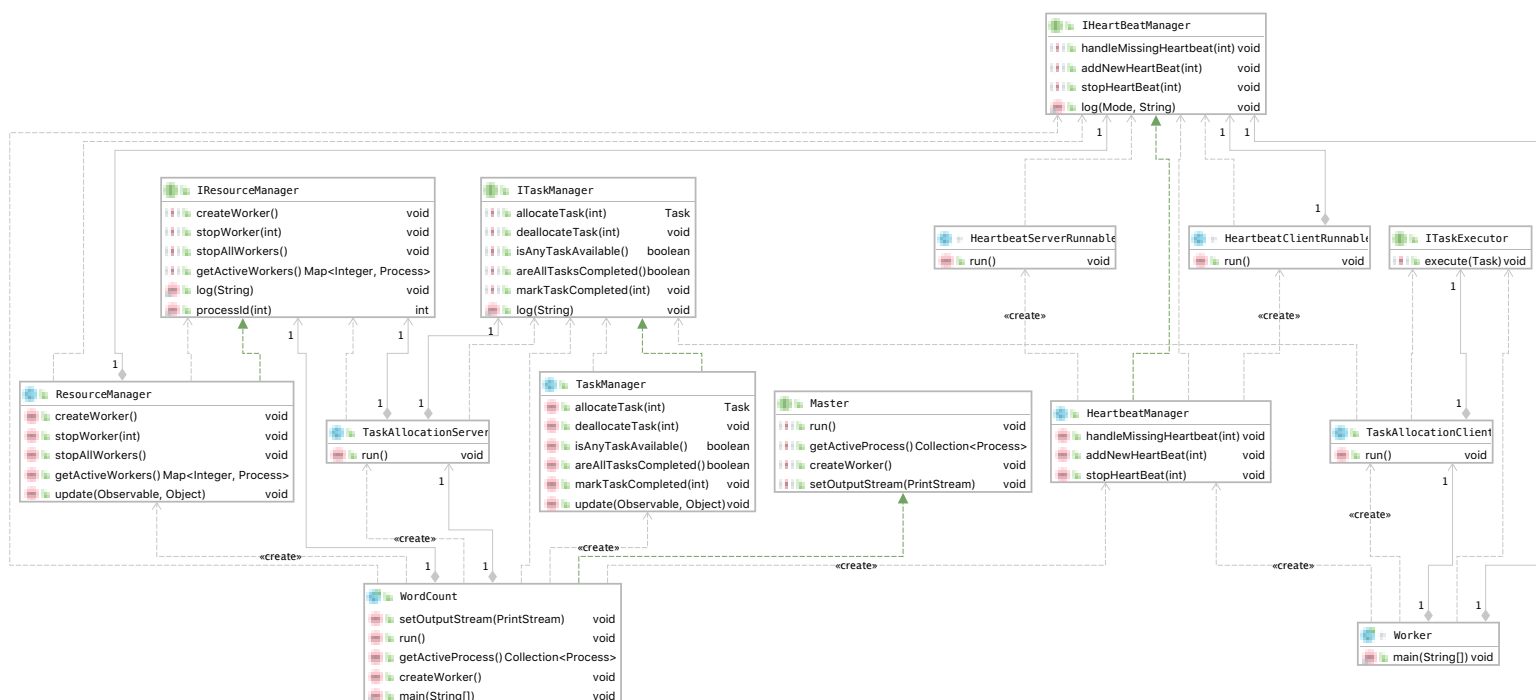 IHeartBeatManager
handleMissingHeartbeat(int) void
addNewHeartBeat(int) void
stopHeartBeat(int) void
log(Mode, String) void
1
1
1
IResourceManager
createWorker() void
stopWorker(int) void
stopAllWorkers() void
getActiveWorkers() Map<Integer, Process>
log(String) void
processId(int) int
ITaskManager
allocateTask(int) Task
deallocateTask(int) void
isAnyTaskAvailable() boolean
areAllTasksCompleted() boolean
markTaskCompleted(int) void
log(String) void
1
HeartbeatServerRunnable
run() void
HeartbeatClientRunnable
run() void
ITaskExecutor
execute(Task) void
1
«create»
«create»
1
1
1
1
ResourceManager
createWorker() void
stopWorker(int) void
stopAllWorkers() void
getActiveWorkers() Map<Integer, Process>
update(Observable, Object) void
1
1
TaskAllocationServer
run() void
TaskManager
allocateTask(int) Task
deallocateTask(int) void
isAnyTaskAvailable() boolean
areAllTasksCompleted() boolean
markTaskCompleted(int) void
update(Observable, Object) void
Master
run() void
getActiveProcess() Collection<Process>
createWorker() void
setOutputStream(PrintStream) void
HeartbeatManager
handleMissingHeartbeat(int) void
addNewHeartBeat(int) void
stopHeartBeat(int) void
1
TaskAllocationClient
run() void
1
1
«create»
«create»
«create»
«create»
«create»
«create»
1
1
WordCount
setOutputStream(PrintStream) void
run() void
getActiveProcess() Collection<Process>
createWorker() void
main(String[]) void
1
1
Worker
main(String[]) void